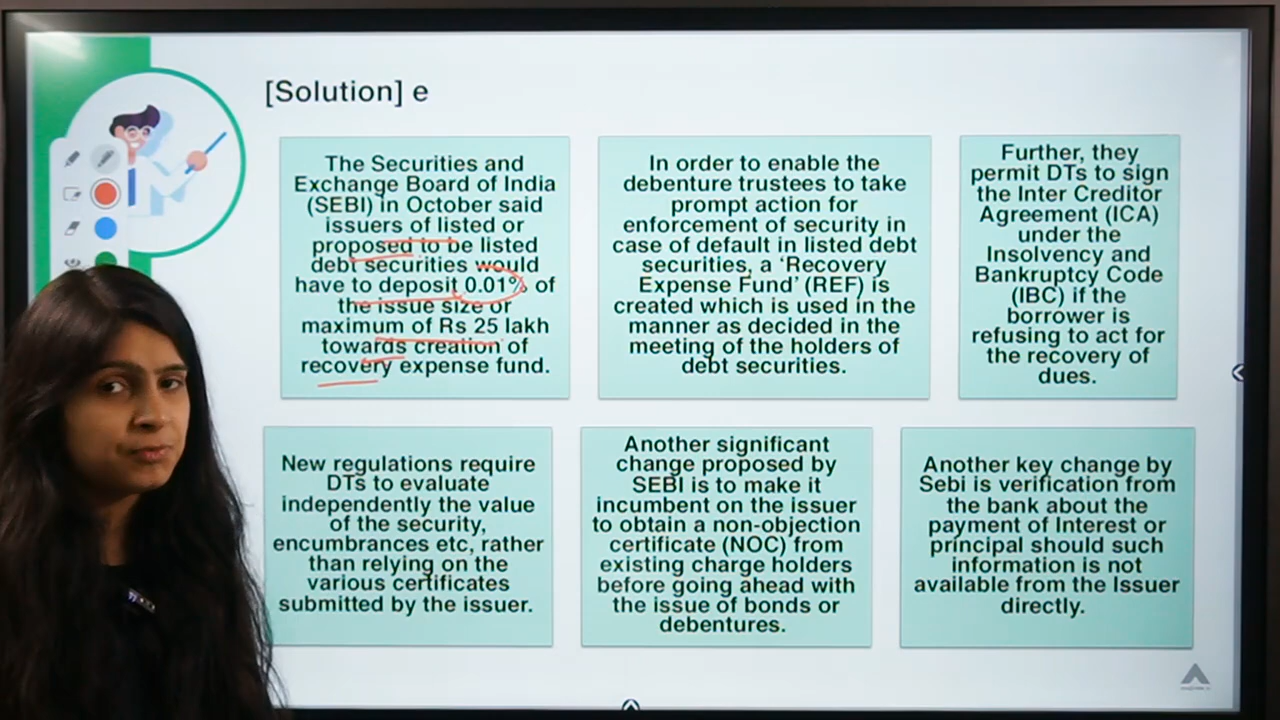 [Solution] e
The Securities and
Exchange Board of India
(SEBI) in October said
issuers of listed or
proposed to be listed
debt securities would
have to deposit 0.01% of
the issue size or
maximum of Rs 25 lakh
towards creation of
recovery expense fund.
In order to enable the
debenture trustees to take
prompt action for
enforcement of security in
case of default in listed debt
securities, a ‘Recovery
Expense Fund’ (REF) is
created which is used in the
manner as decided in the
meeting of the holders of
debt securities.
Further, they
permit DTs to sign
the Inter Creditor
Agreement (ICA)
under the
Insolvency and
Bankruptcy Code
(IBC) if the
borrower is
refusing to act for
the recovery of
dues.
New regulations require
DTs to evaluate
independently the value
of the security,
encumbrances etc, rather
than relying on the
various certificates
submitted by the issuer.
Another significant
change proposed by
SEBI is to make it
incumbent on the issuer
to obtain a non-objection
certificate (NOC) from
existing charge holders
before going ahead with
the issue of bonds or
debentures.
Another key change by
Sebi is verification from
the bank about the
payment of Interest or
principal should such
information is not
available from the Issuer
directly.